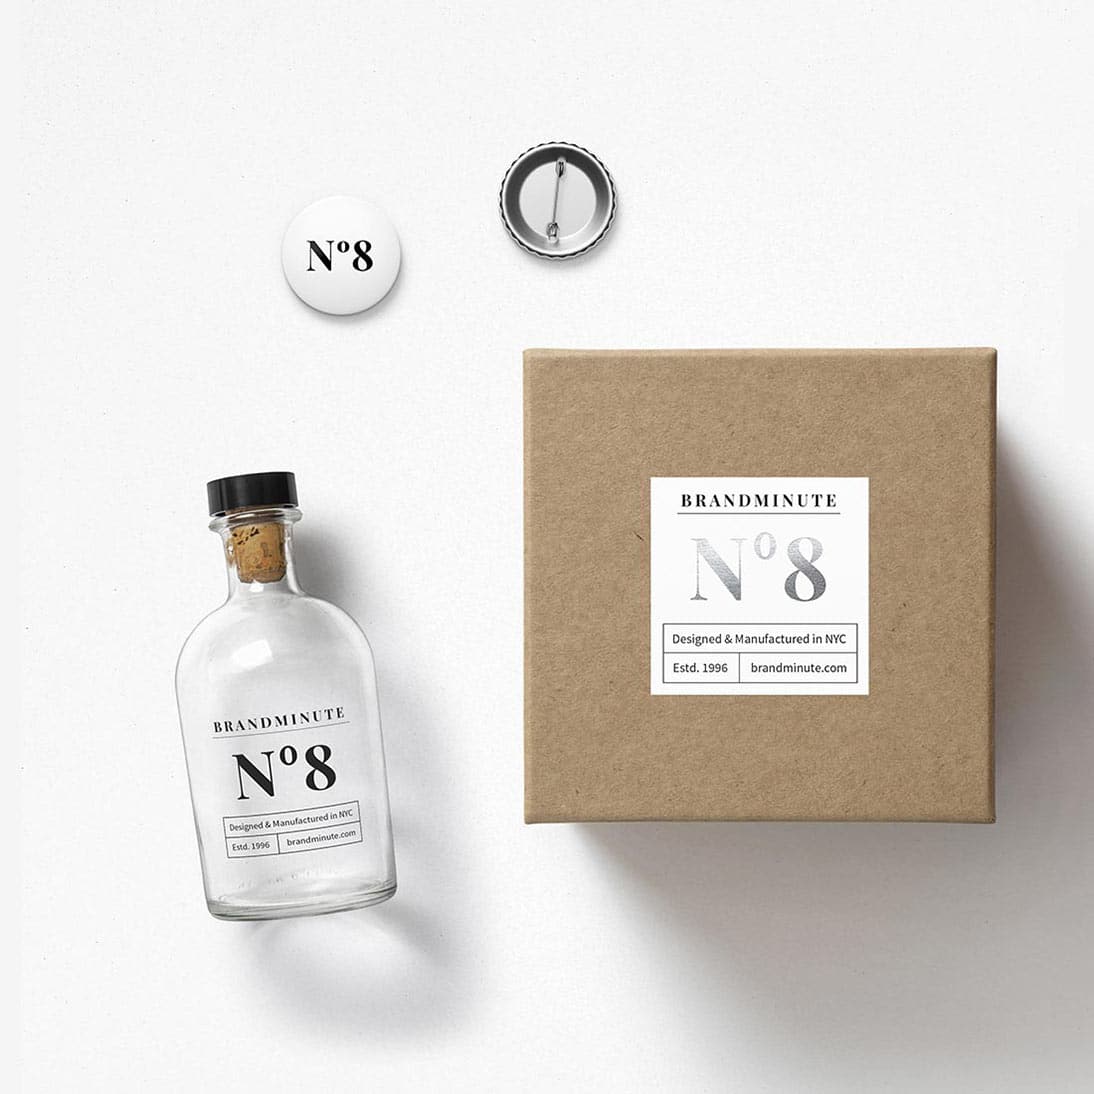 Nº8
BRANDMINUTE
Nº8
Designed & Manufactured in NYC
Estd. 1996 brandminute.com
BRANDMINUTE
Nº8
Designed & Manufactured in NYC
Estd. 1996 brandminute.com